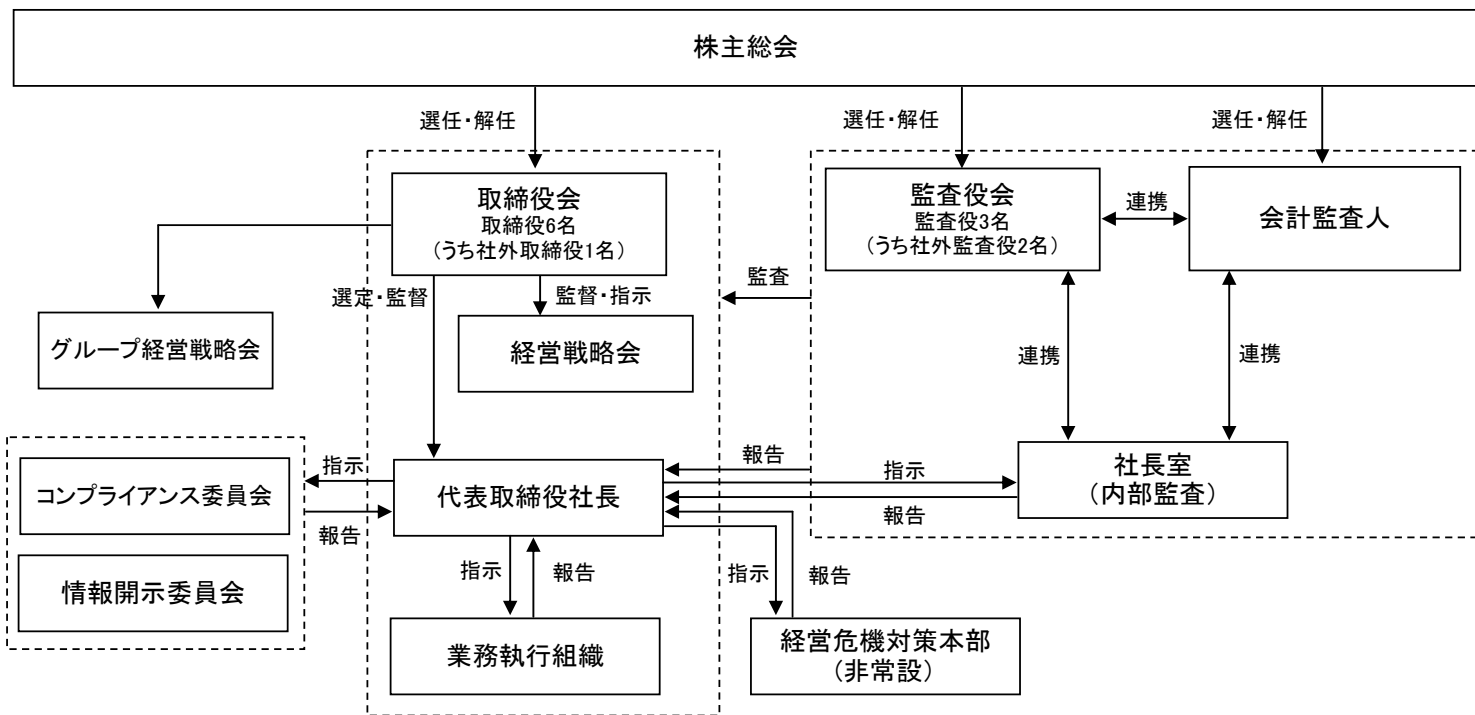 株主総会
選任・解任
選任・解任
選任・解任
取締役会
取締役6名
（うち社外取締役1名）
監査役会
監査役3名
（うち社外監査役2名）
連携
会計監査人
選定・監督
監督・指示
監査
グループ経営戦略会
経営戦略会
連携
連携
コンプライアンス委員会
情報開示委員会
指示
報告
代表取締役社長
報告
指示
報告
社長室
（内部監査）
指示
報告
指示
報告
業務執行組織
経営危機対策本部
（非常設）